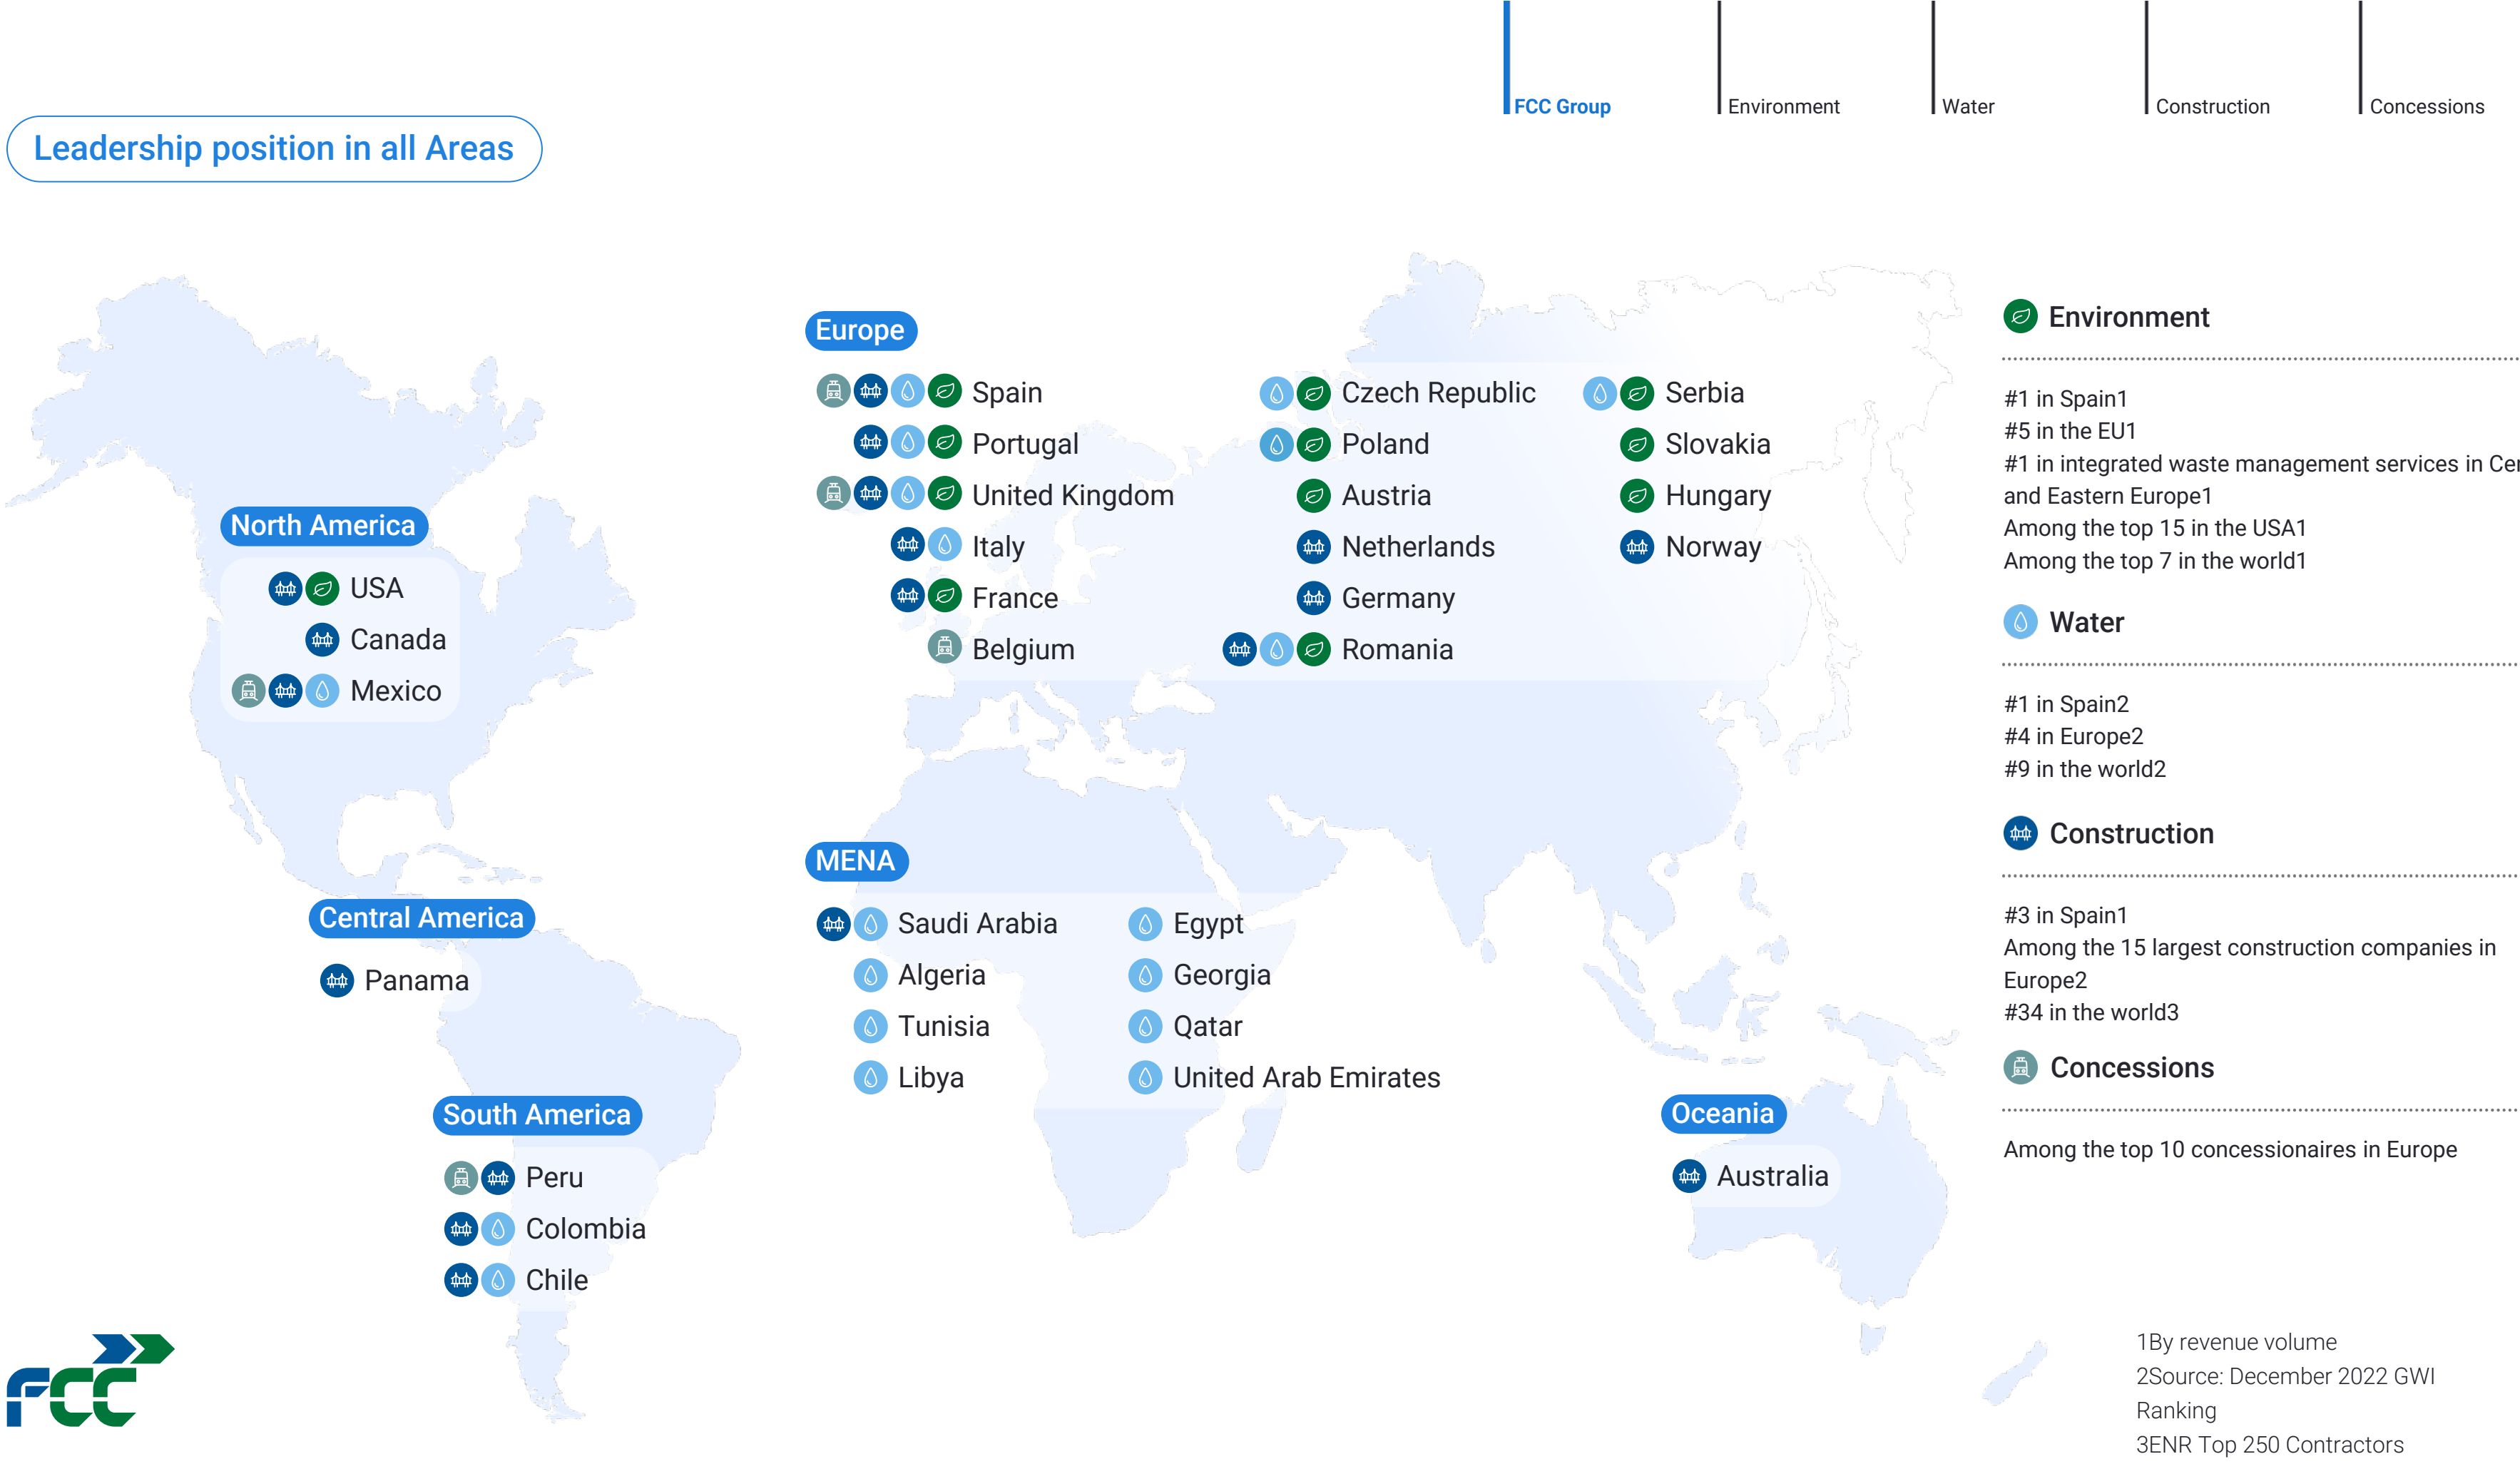 FCC Group
Environment
Water
Construction
Concessions
Leadership position in all Areas
North America
USA
Canada
Mexico
Central America
Panama
South America
Peru
Colombia
Chile
Europe
Spain
Portugal
United Kingdom
Italy
France
Belgium
Czech Republic
Poland
Austria
Netherlands
Germany
Romania
Serbia
Slovakia
Hungary
Norway
MENA
Saudi Arabia
Algeria
Tunisia
Libya
Egypt
Georgia
Qatar
United Arab Emirates
Oceania
Australia
Environment
#1 in Spain1
#5 in the EU1
#1 in integrated waste management services in
and Eastern Europe1
Among the top 15 in the USA1
Among the top 7 in the world1
Water
#1 in Spain2
#4 in Europe2
#9 in the world2
Construction
#3 in Spain1
Among the 15 largest construction companies in
Europe2
#34 in the world3
Concessions
Among the top 10 concessionaires in Europe
FCC
1By revenue volume
2Source: December 2022 GWI
Ranking
3ENR Top 250 Contractors